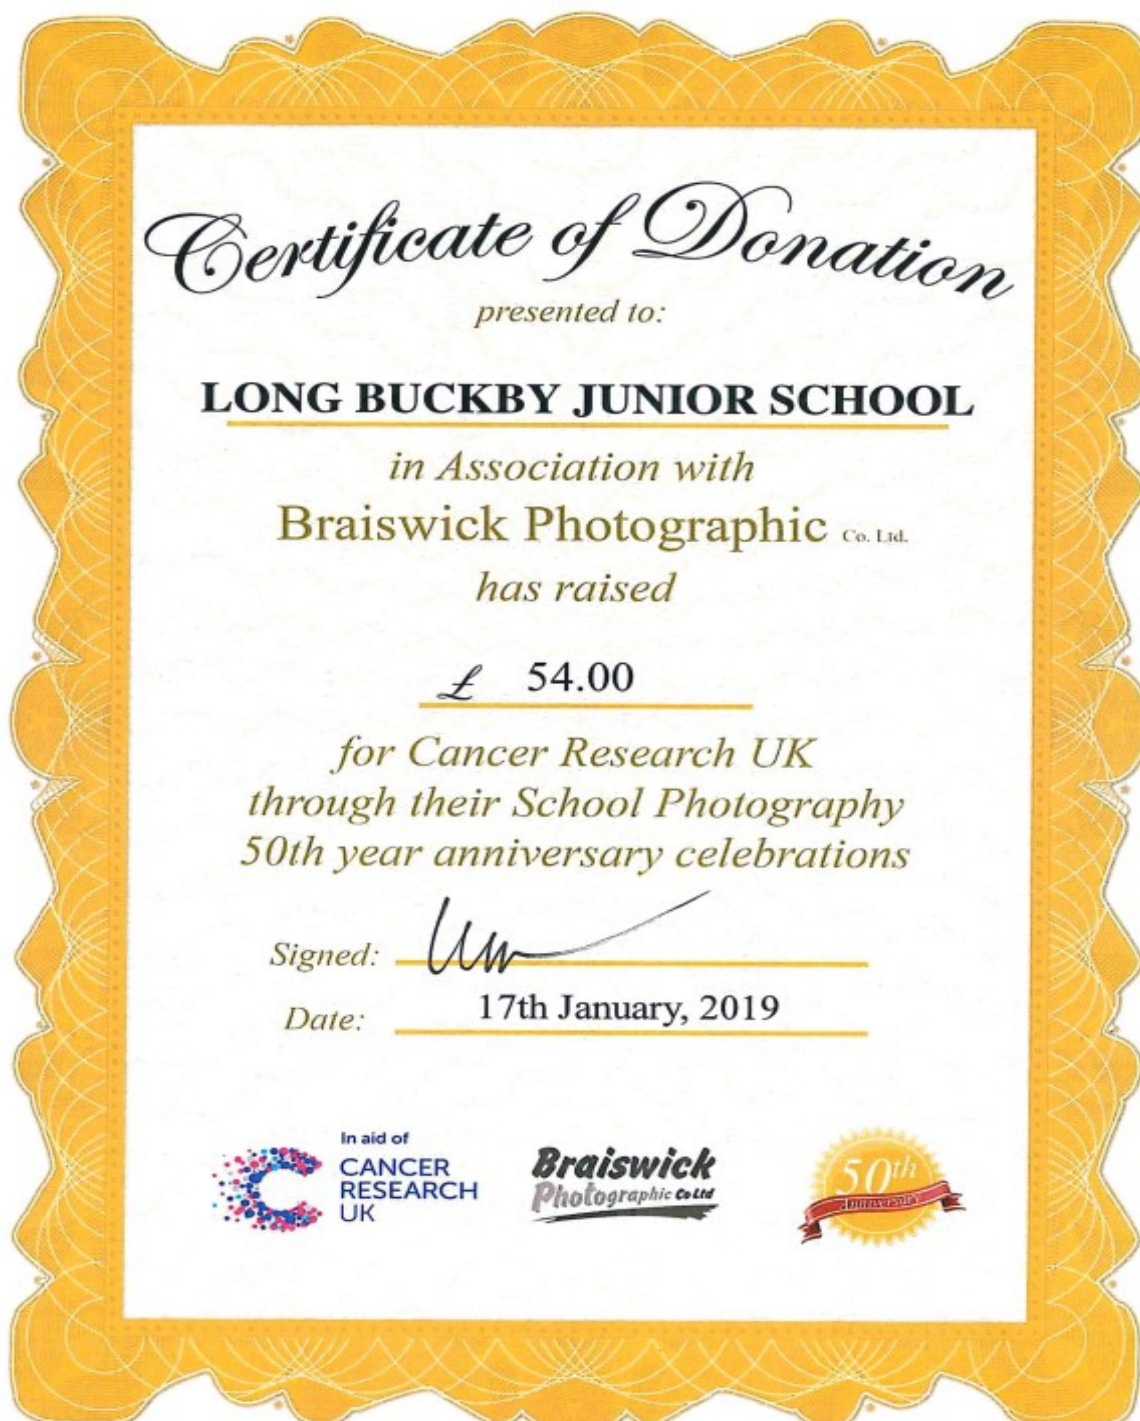 Certificate of Donation
presented to:
LONG BUCKBY JUNIOR SCHOOL
in Association with
Braiswick Photographic Co. Ltd.
has raised
£ 54.00
for Cancer Research UK
through their School Photography
50th year anniversary celebrations
Signed:
Date: 17th January, 2019
In aid of
CANCER
RESEARCH
UK
Braiswick
Photographic Co Ltd
50th
Anniversary